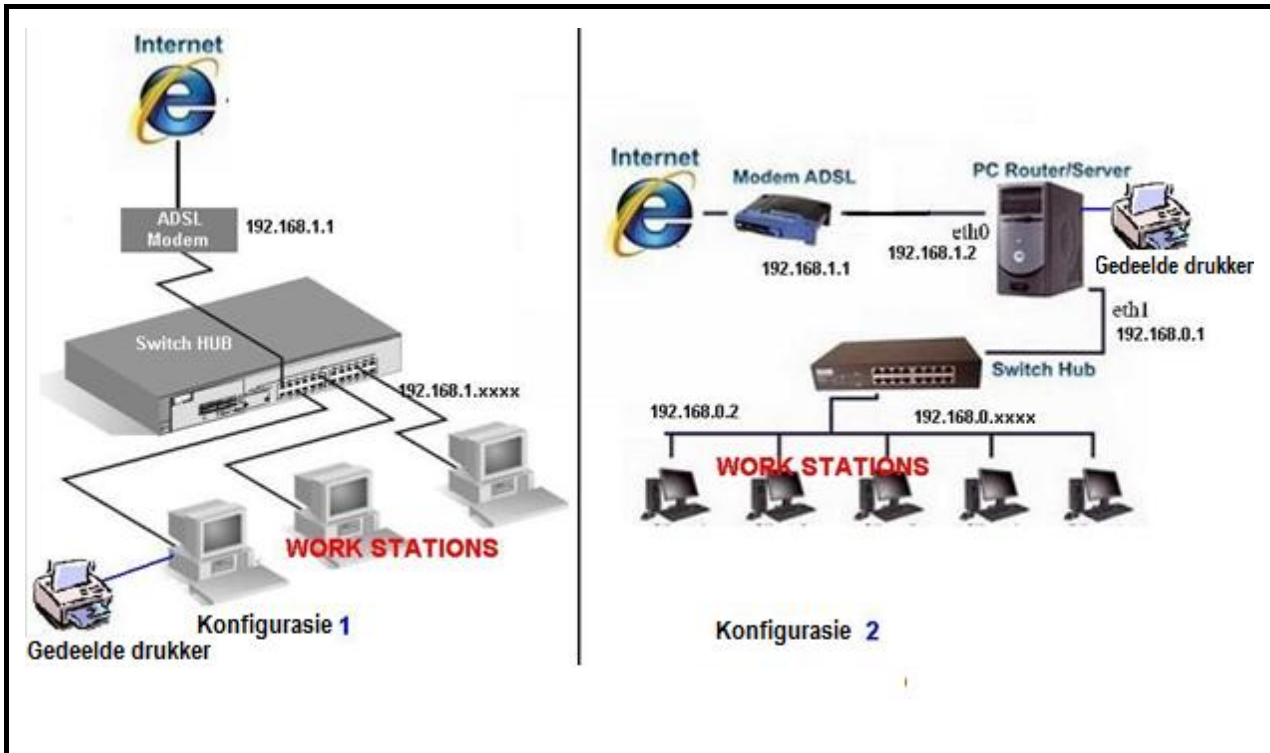 Internet
ADSL
Modem
192.168.1.1
Switch HUB
192.168.1.xxxx
WORK STATIONS
Konfigurasie 1
Gedeelde drukker
Internet
Modem ADSL
192.168.1.1
PC Router/Server
eth0
192.168.1.2
Gedeelde drukker
eth1
192.168.0.1
Switch Hub
192.168.0.2
192.168.0.xxxx
WORK STATIONS
Konfigurasie 2